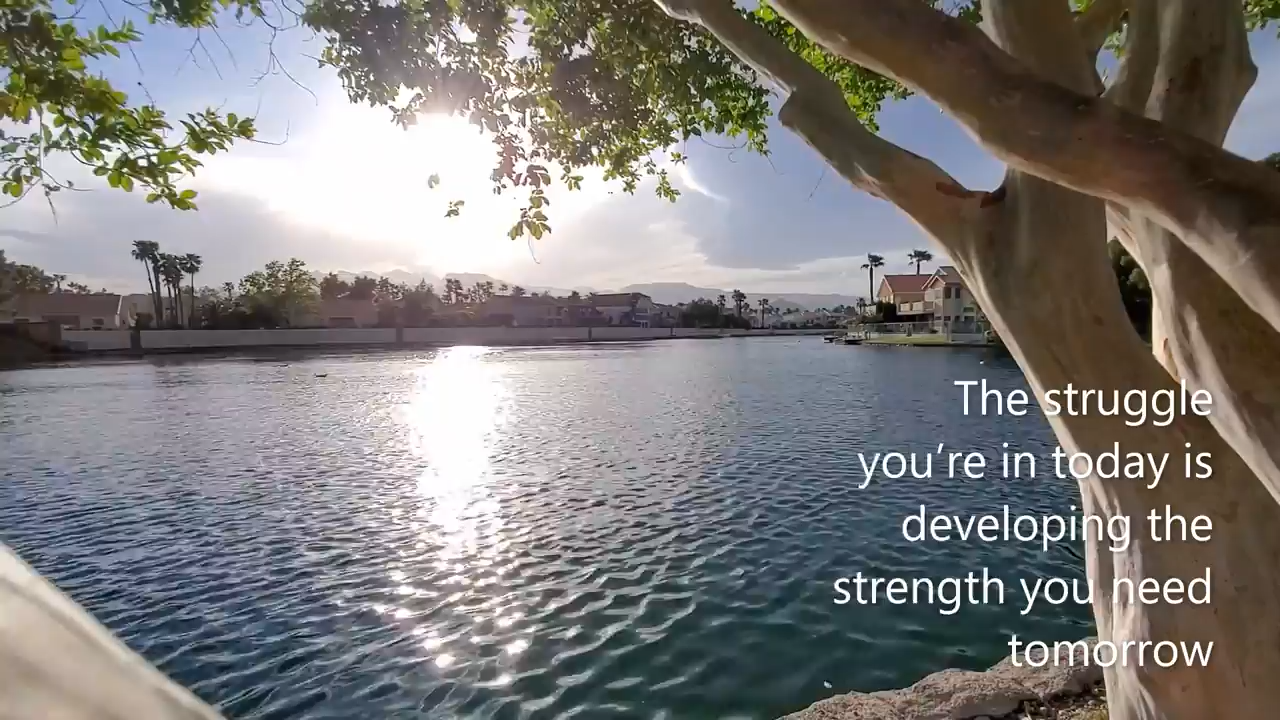 The struggle
you’re in today is
developing the
strength you need
tomorrow